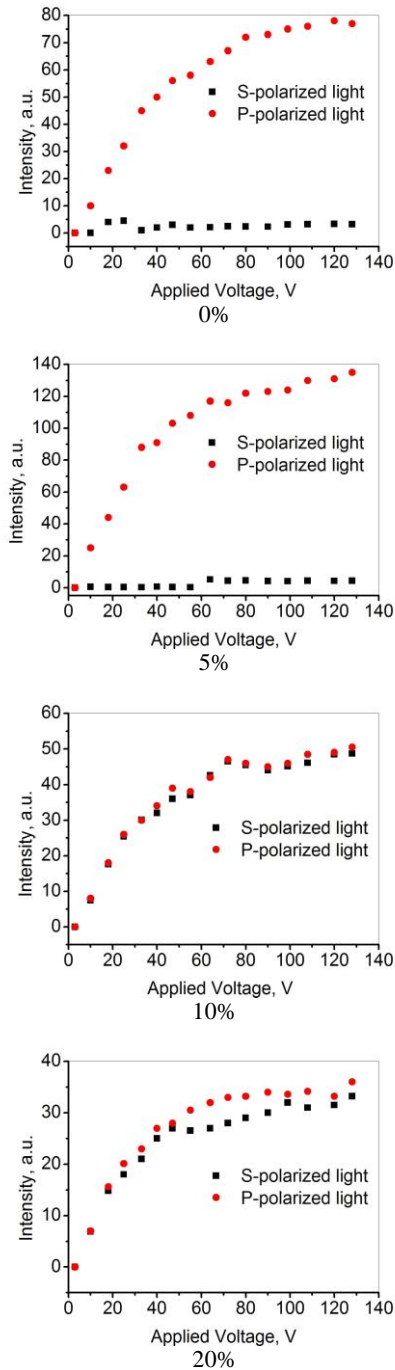 80
70
60
50
40
30
20
10
0
Intensity, a.u.
S-polarized light
P-polarized light
0 20 40 60 80 100 120 140
Applied Voltage, V
0%
140
120
100
80
60
40
20
0
Intensity, a.u.
S-polarized light
P-polarized light
0 20 40 60 80 100 120 140
Applied Voltage, V
5%
60
50
40
30
20
10
0
Intensity, a.u.
S-polarized light
P-polarized light
0 20 40 60 80 100 120 140
Applied Voltage, V
10%
40
30
20
10
0
Intensity, a.u.
S-polarized light
P-polarized light
0 20 40 60 80 100 120 140
Applied Voltage, V
20%